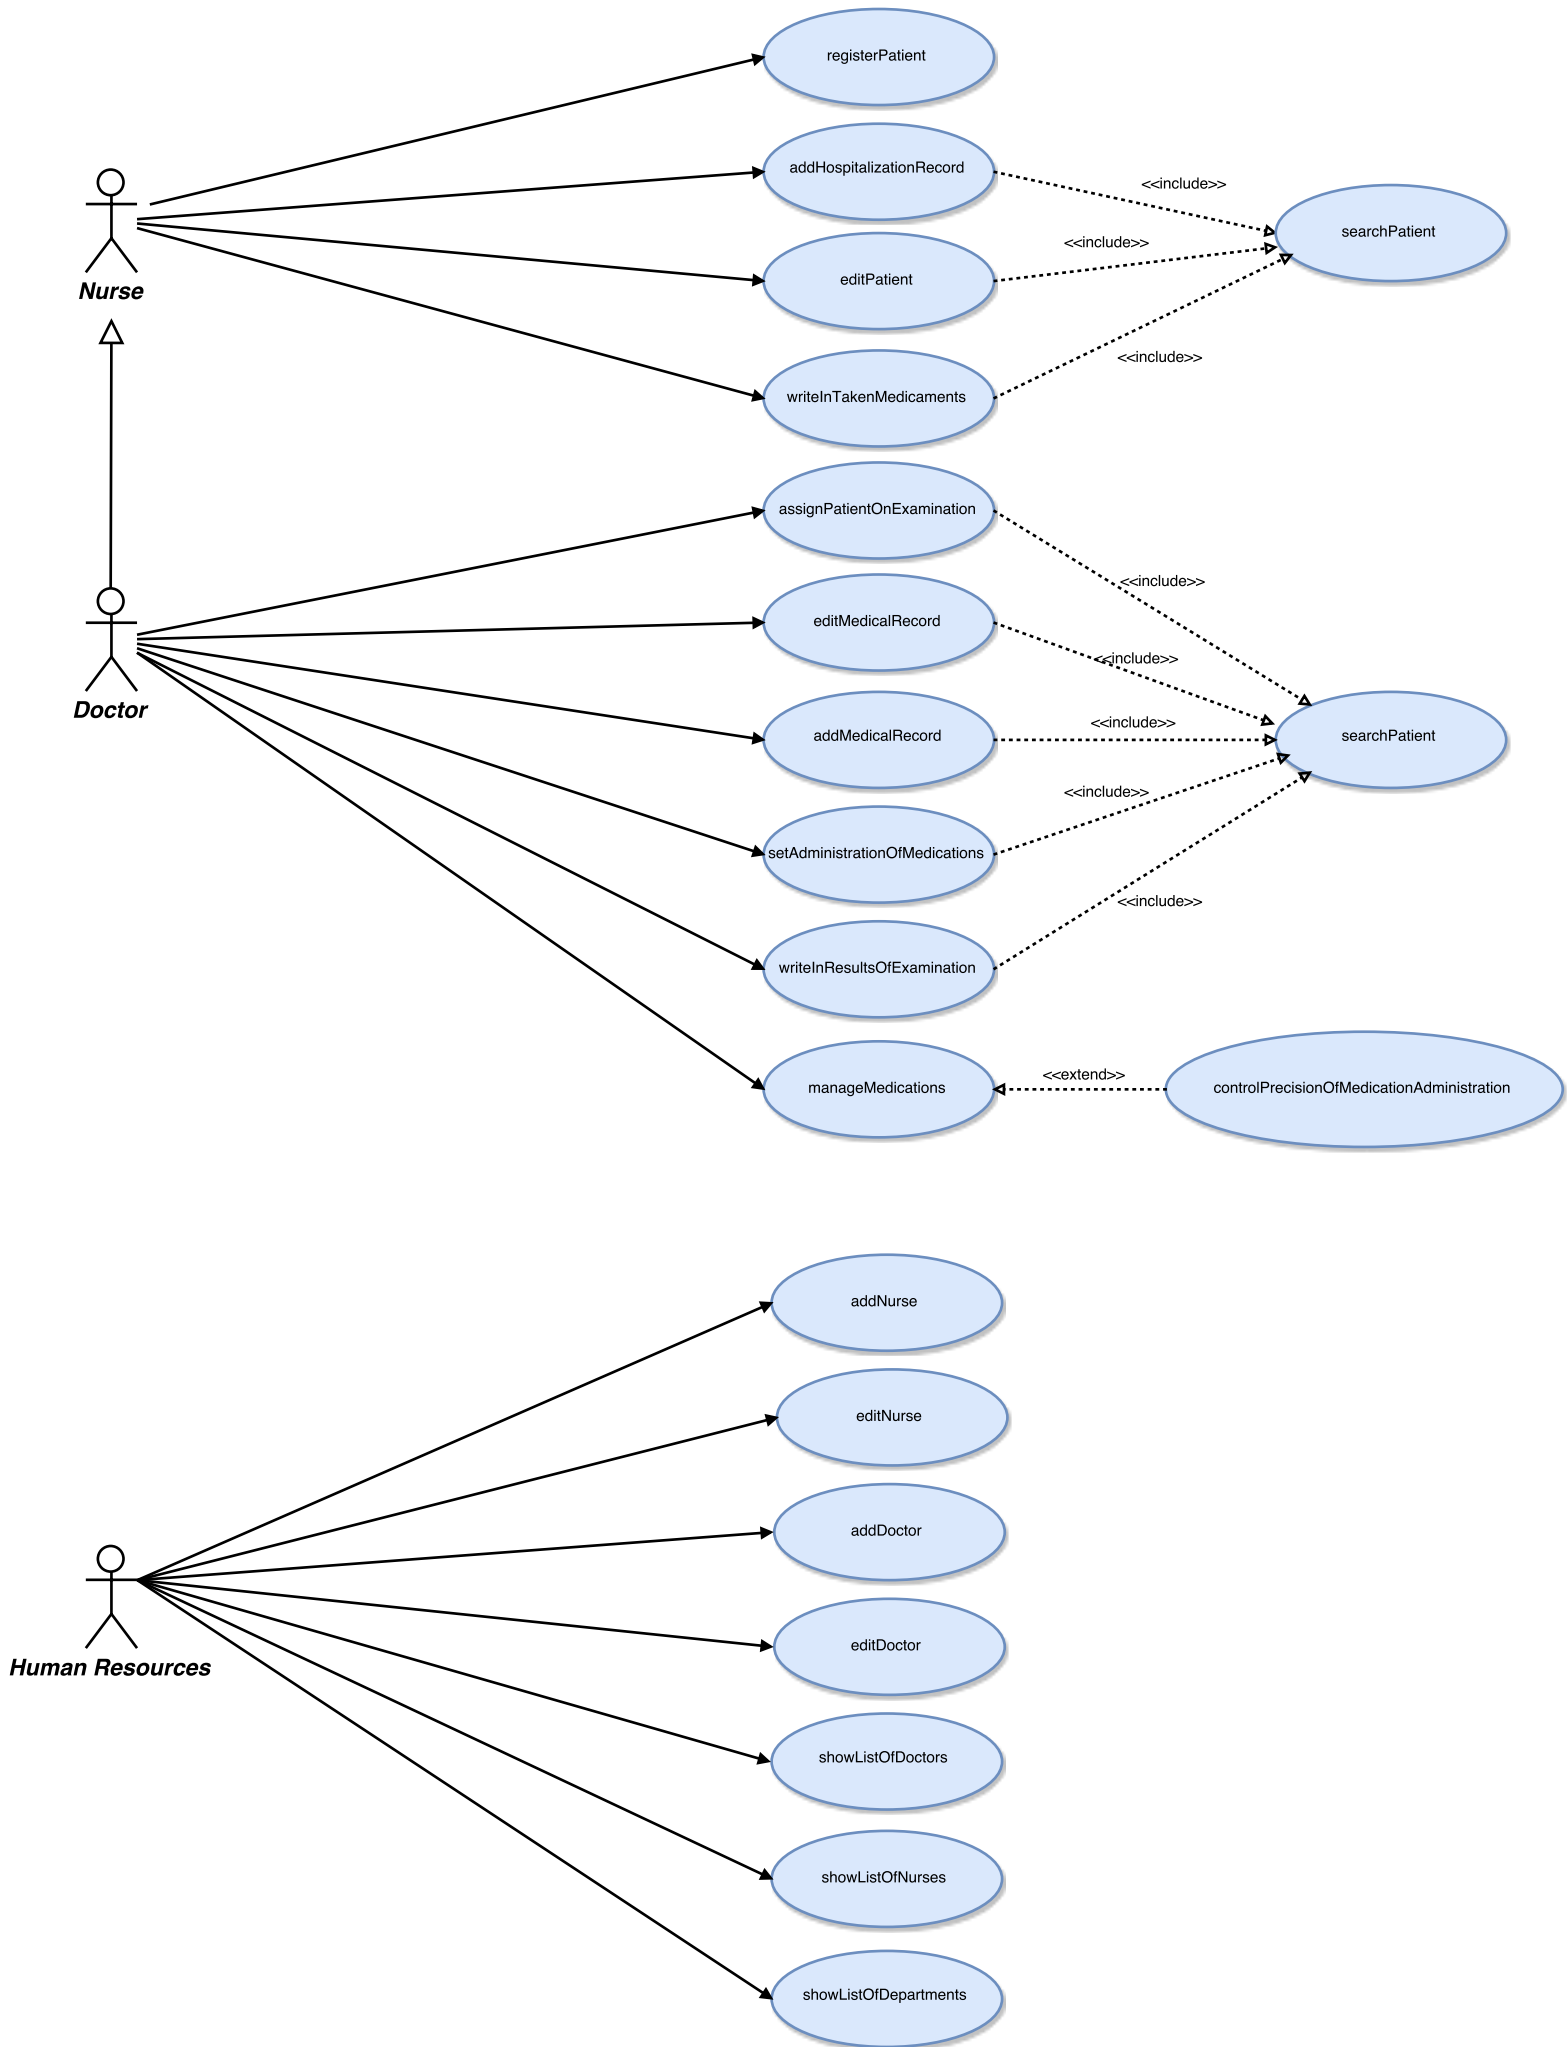 registerPatient
addHospitalizationRecord
<<include>>
searchPatient
<<include>>
editPatient
Nurse
<<include>>
writeInTakenMedicaments
assignPatientOnExamination
<<include>>
editMedicalRecord
<<include>>
Doctor
<<include>>
addMedicalRecord
searchPatient
<<include>>
setAdministrationOfMedications
<<include>>
writeInResultsOfExamination
<<extend>>
manageMedications
controlPrecisionOfMedicationAdministration
addNurse
editNurse
addDoctor
editDoctor
Human Resources
showListOfDoctors
showListOfNurses
showListOfDepartments